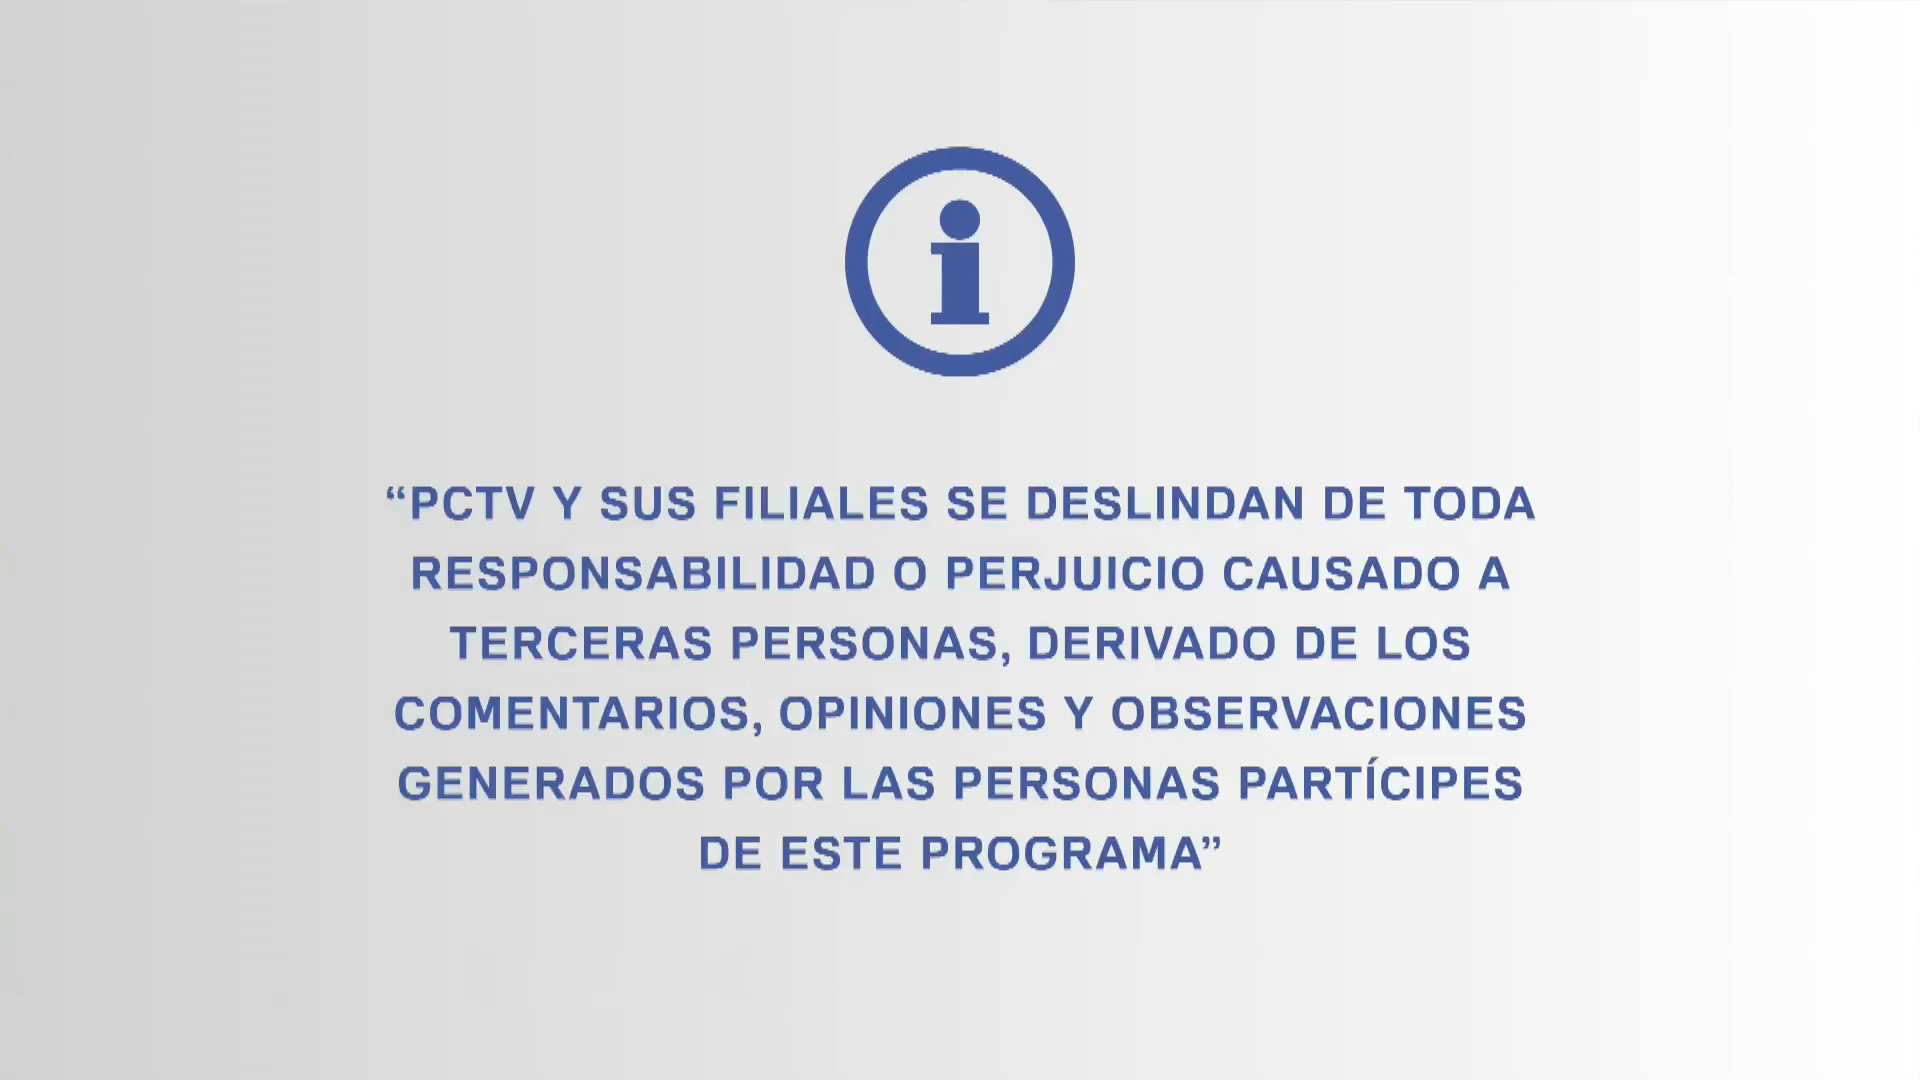 “PCTV Y SUS FILIALES SE DESLINDAN DE TODA
RESPONSABILIDAD O PERJUICIO CAUSADO A
TERCERAS PERSONAS, DERIVADO DE LOS
COMENTARIOS, OPINIONES Y OBSERVACIONES
GENERADOS POR LAS PERSONAS PARTÍCIPES
DE ESTE PROGRAMA”